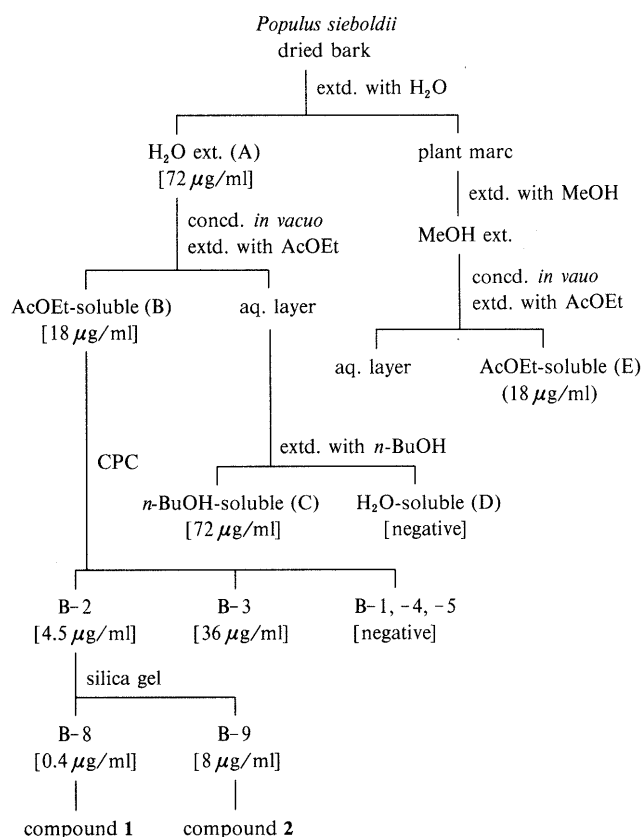 Populus sieboldii
dried bark
extd. with H₂O
H₂O ext. (A)
[72 μg/ml]
plant marc
extd. with MeOH
MeOH ext.
concd. in vacuo
extd. with AcOEt
concd. in vauo
extd. with AcOEt
AcOEt-soluble (B)
[18 μg/ml]
aq. layer
aq. layer
AcOEt-soluble (E)
(18 μg/ml)
extd. with n-BuOH
CPC
n-BuOH-soluble (C)
[72 μg/ml]
H₂O-soluble (D)
[negative]
B-2
[4.5 μg/ml]
B-3
[36 μg/ml]
B-1, -4, -5
[negative]
silica gel
B-8
[0.4 μg/ml]
B-9
[8 μg/ml]
compound 1
compound 2